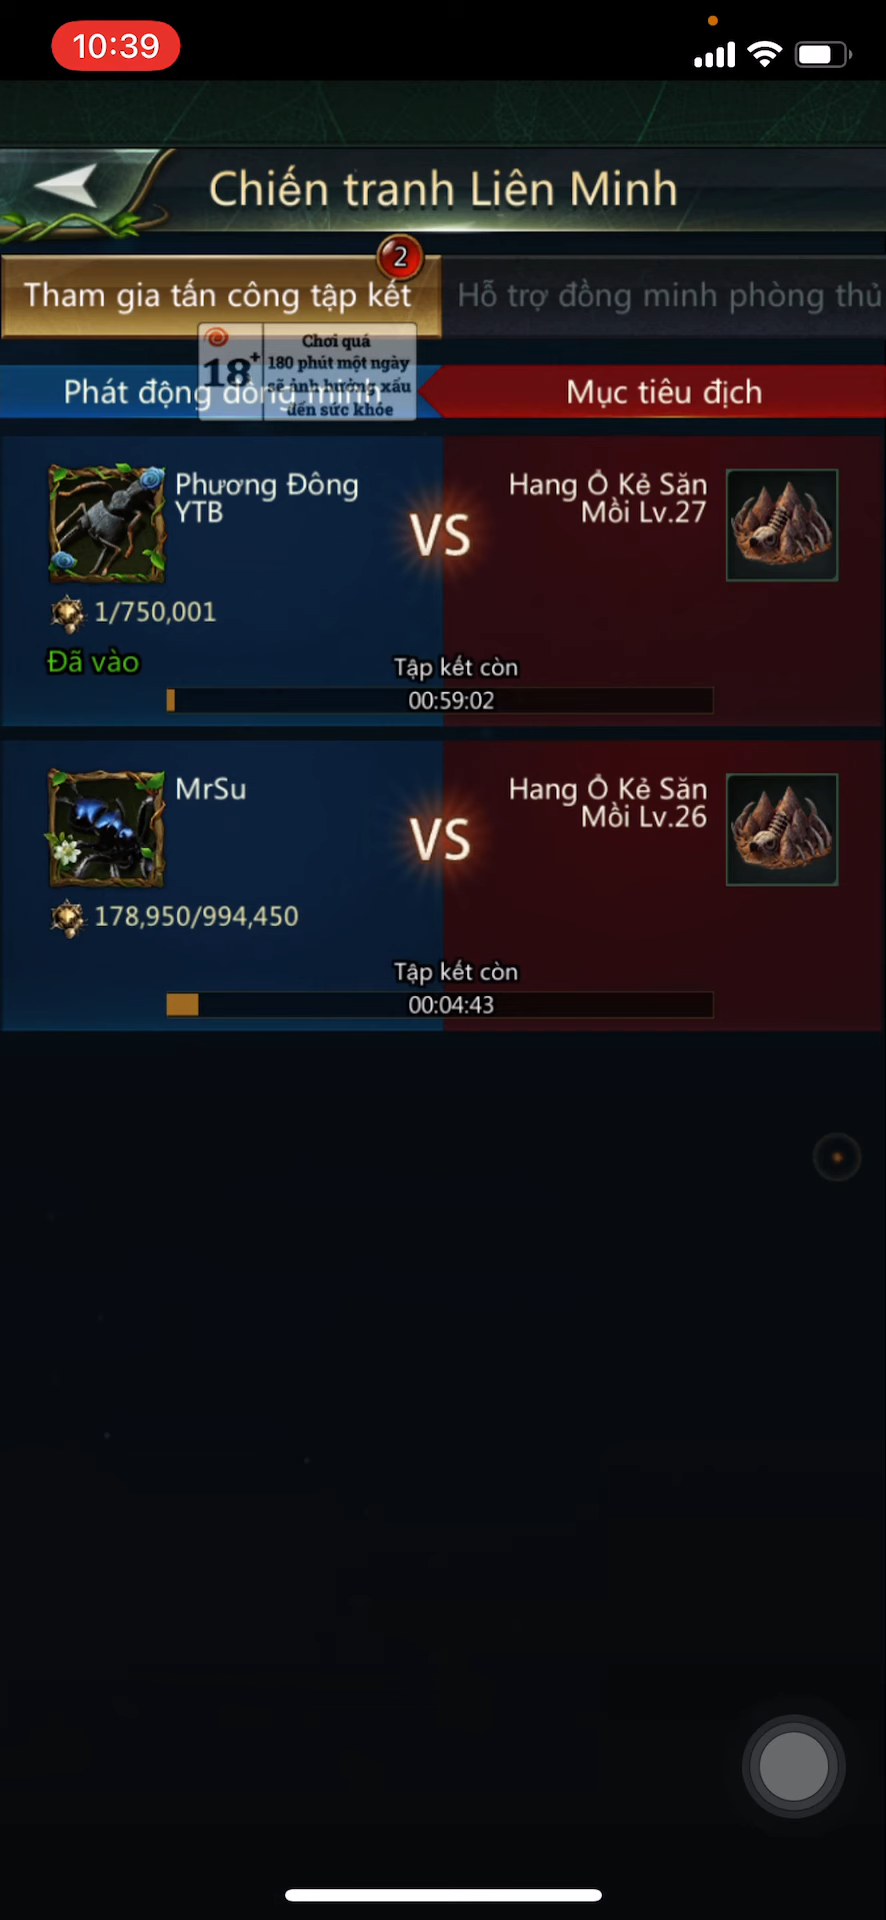 10:39
Chiến tranh Liên Minh
2
Tham gia tấn công tập kết
Hỗ trợ đồng minh phòng thủ
18+
Chơi quá
180 phút một ngày
sẽ ảnh hưởng xấu
đến sức khỏe
Phát động đồng minh
Mục tiêu địch
Phương Đông
YTB
VS
Hang Ổ Kẻ Săn
Mồi Lv.27
1/750,001
Đã vào
Tập kết còn
00:59:02
MrSu
VS
Hang Ổ Kẻ Săn
Mồi Lv.26
178,950/994,450
Tập kết còn
00:04:43